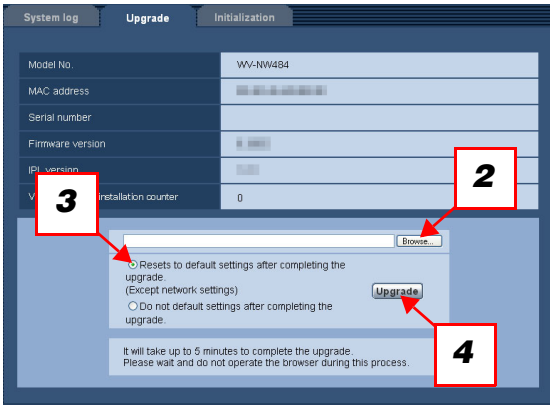 System log Upgrade Initialization
Model No. WV-NW484
MAC address
Serial number
Firmware version
IPL version
2
3
installation counter 0
Browse...
Resets to default settings after completing the
upgrade.
(Except network settings)
Upgrade
Do not default settings after completing the
upgrade.
4
It will take up to 5 minutes to complete the upgrade.
Please wait and do not operate the browser during this process.